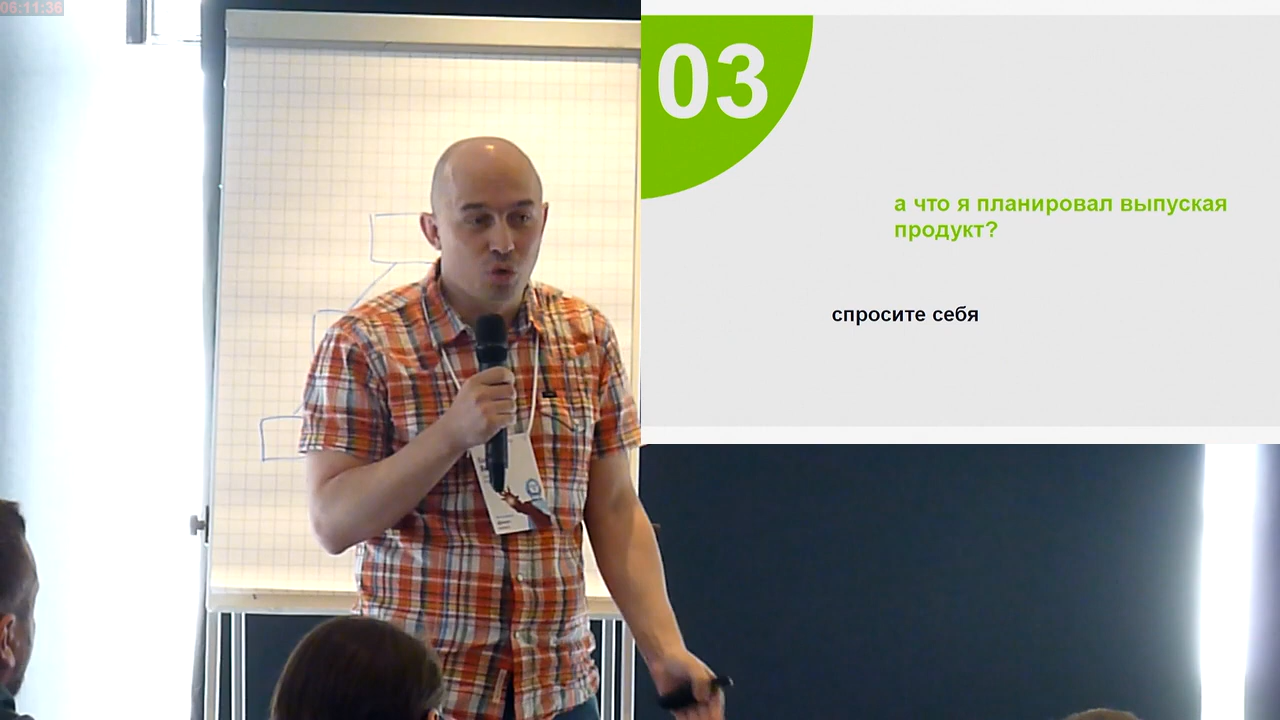 06:11:36
03
а что я планировал выпуская
продукт?
спросите себя